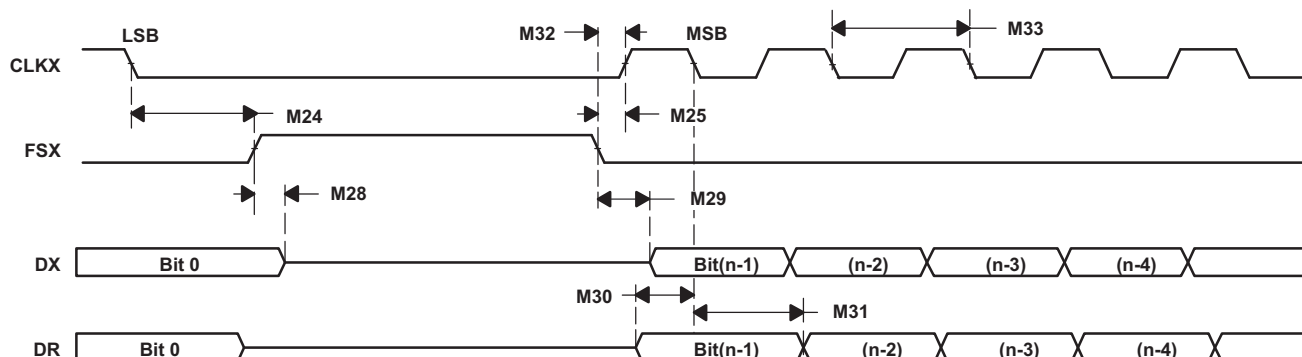 LSB
M32
MSB
M33
CLKX
M24
M25
FSX
M28
M29
DX
Bit 0
Bit(n-1)
(n-2)
(n-3)
(n-4)
M30
M31
DR
Bit 0
Bit(n-1)
(n-2)
(n-3)
(n-4)